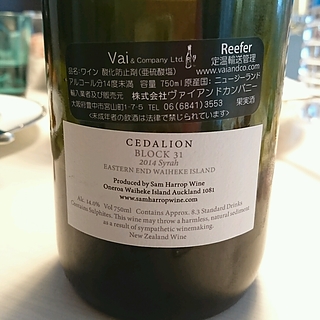 Vai & Company Ltd.
Reefer
定温輸送管理
www.vaiandco.com
品名:ワイン 酸化防止剤(亜硫酸塩)
アルコール分14度未満 容量 750ml 原産国:ニュージーランド
輸入業者及び販売元 株式会社ヴァイアンドカンパニー
大阪府豊中市宮山町1-7-5 TEL 06(6841)3553 果実酒
<未成年者の飲酒は法律で禁じられています>
CEDALION
BLOCK 31
2014 Syrah
EASTERN END WAIHEKE ISLAND
Produced by Sam Harrop Wine
Oneroa Waiheke Island Auckland 1081
www.samharropwine.com
Alc. 14.0% Vol 750ml Contains Approx. 8.3 Standard Drinks
Contains Sulphites. This wine may throw a harmless, natural sediment
as a result of sympathetic winemaking.
New Zealand Wine